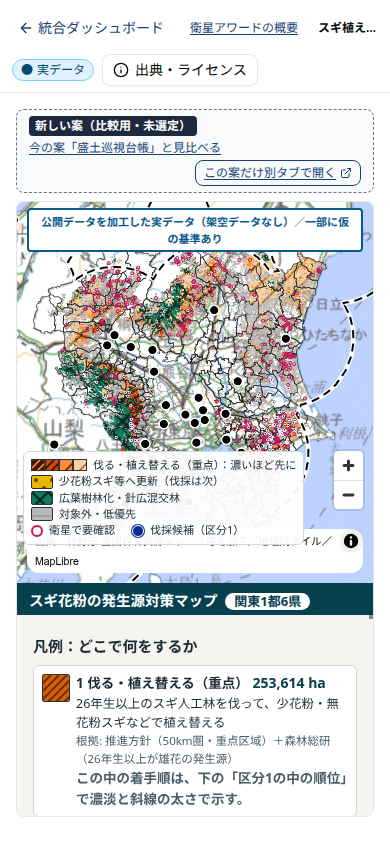 ← 統合ダッシュボード 衛星アワードの概要 スギ植え...
実データ 出典・ライセンス
新しい案（比較用・未選定）
今の案「盛土巡視台帳」と見比べる
この案だけ別タブで開く
公開データを加工した実データ（架空データなし）／一部に仮
の基準あり
日立
ひたちなか
銚子
利根川
山梨
伐る・植え替える（重点）：濃いほど先に
少花粉スギ等へ更新（伐採は次）
広葉樹林化・針広混交林
対象外・低優先
衛星で要確認 伐採候補（区分1）
MapLibre
スギ花粉の発生源対策マップ 関東1都6県
凡例：どこで何をするか
1 伐る・植え替える（重点） 253,614 ha
26年生以上のスギ人工林を伐って、少花粉・無
花粉スギなどで植え替える
根拠: 推進方針（50km圏・重点区域）＋森林総研
（26年生以上が雄花の発生源）
この中の着手順は、下の「区分1の中の順位」
で濃淡と斜線の太さで示す。